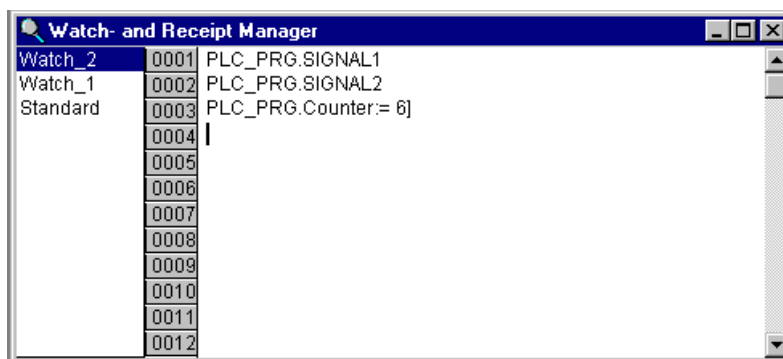 Watch- and Receipt Manager
Watch_2 0001 PLC_PRG.SIGNAL1
Watch_1 0002 PLC_PRG.SIGNAL2
Standard 0003 PLC_PRG.Counter:= 6]
0004
0005
0006
0007
0008
0009
0010
0011
0012